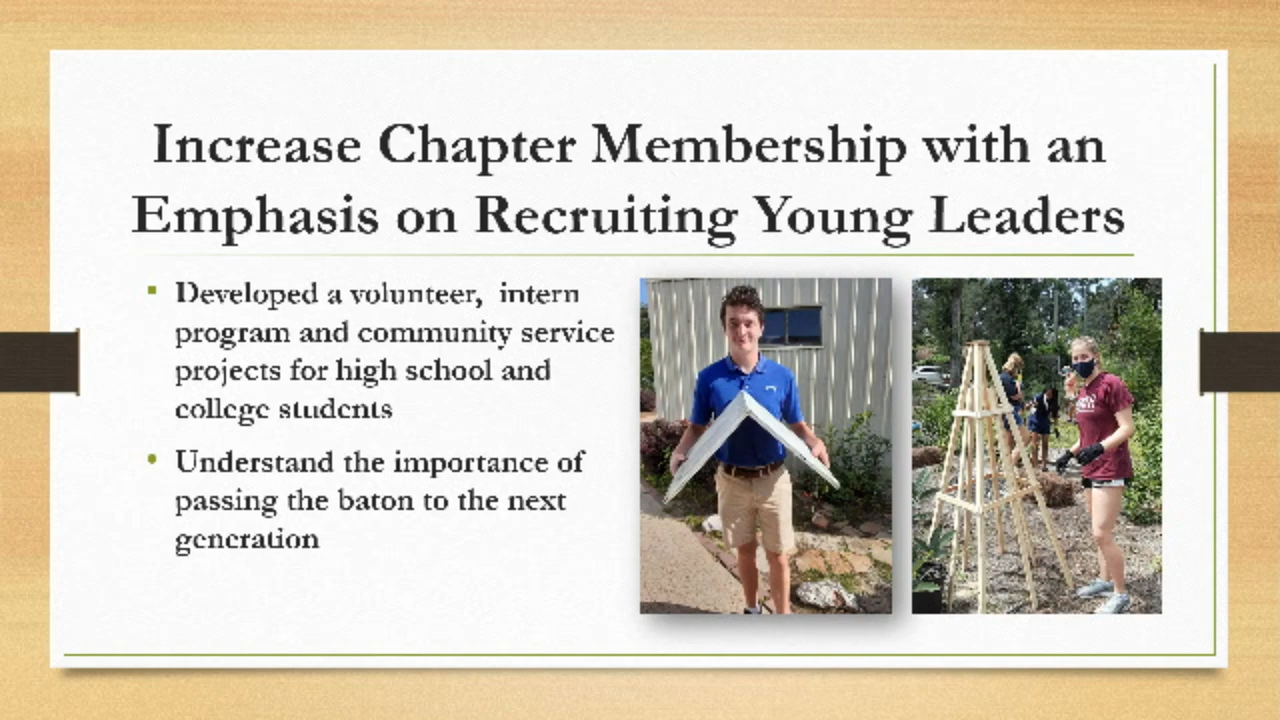 Increase Chapter Membership with an
Emphasis on Recruiting Young Leaders
Developed a volunteer, intern
program and community service
projects for high school and
college students
Understand the importance of
passing the baton to the next
generation